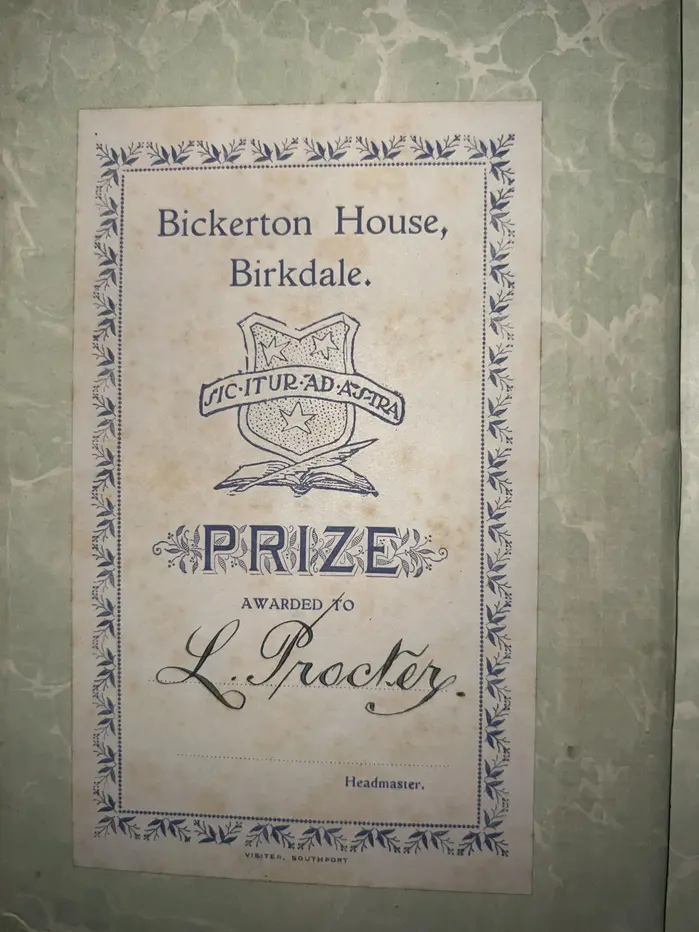 Bickerton House,
Birkdale.
SIC·ITUR·AD·ASTRA
PRIZE
AWARDED TO
L. Procter.
Headmaster.
VISITER, SOUTHPORT